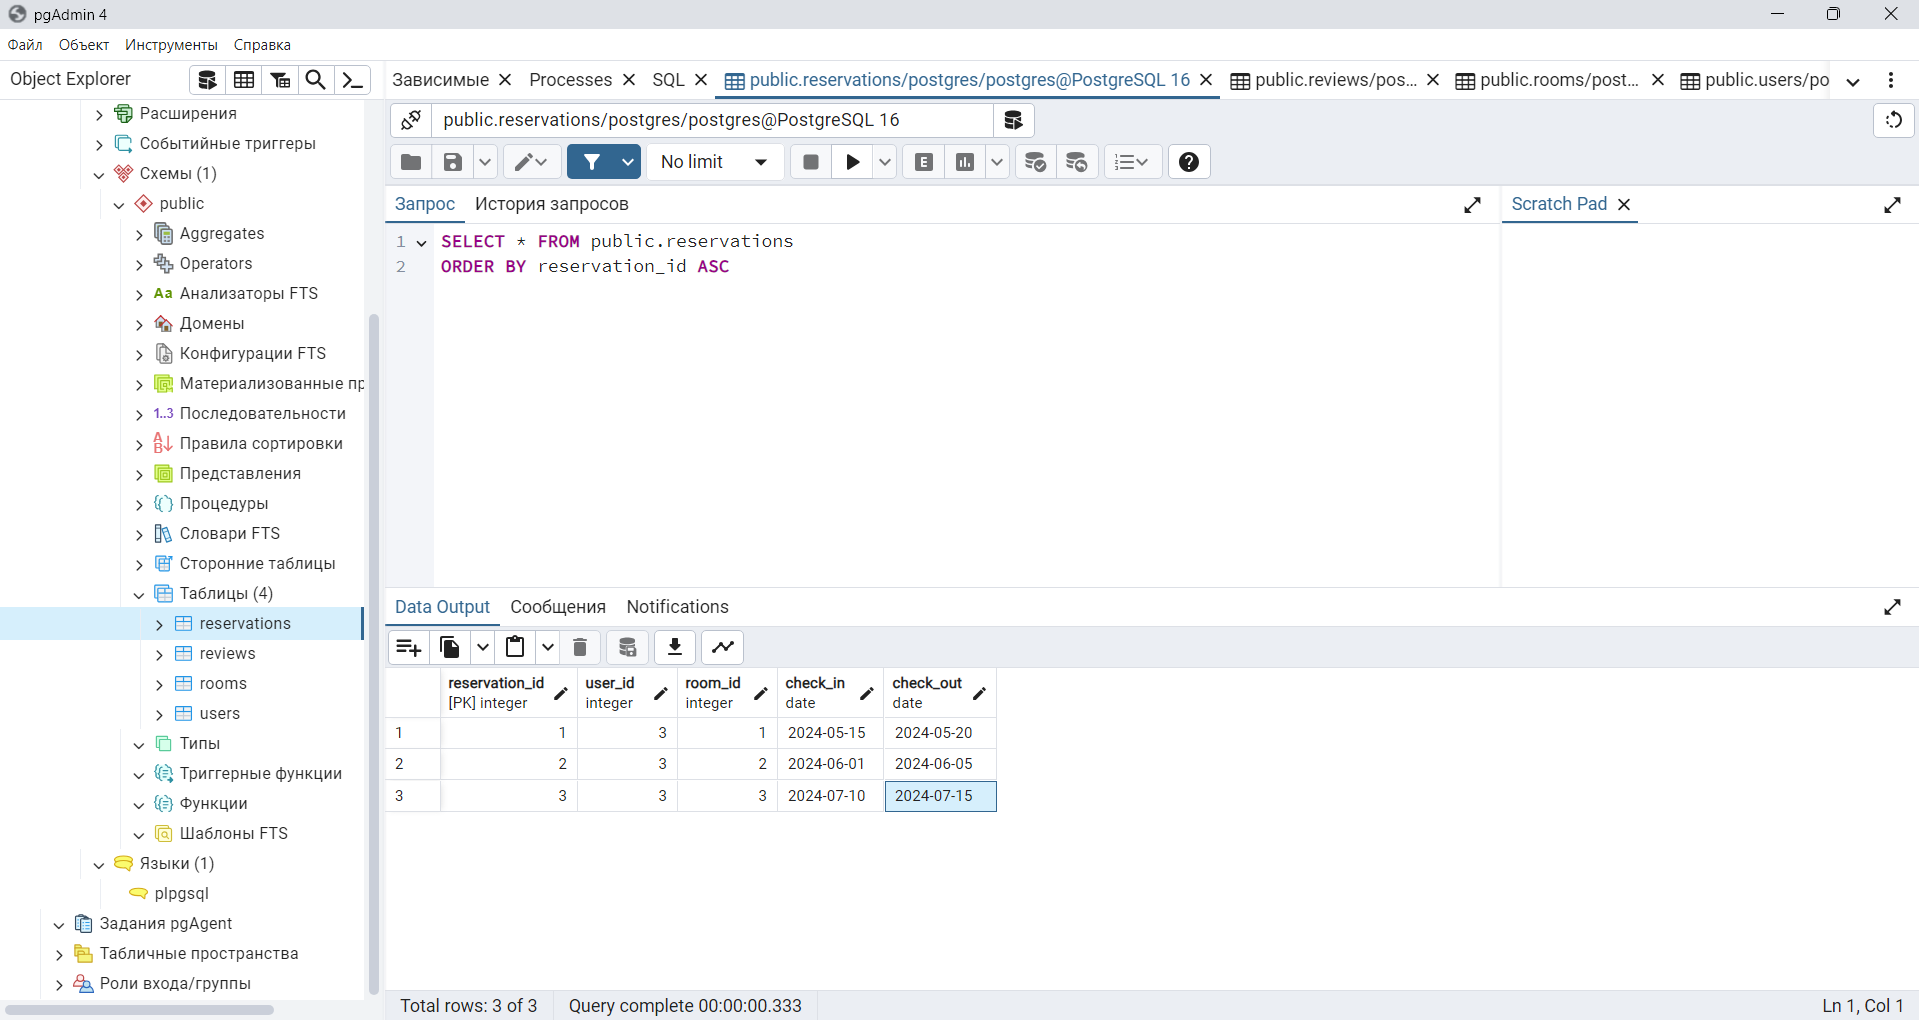 pgAdmin 4
Файл Объект Инструменты Справка
Object Explorer
Зависимые Processes SQL public.reservations/postgres/postgres@PostgreSQL 16 public.reviews/pos... public.rooms/post... public.users/po
Расширения
Событийные триггеры
Схемы (1)
public
Aggregates
Operators
Aa Анализаторы FTS
Домены
Конфигурации FTS
Материализованные пр
1..3 Последовательности
Правила сортировки
Представления
Процедуры
Словари FTS
Сторонние таблицы
Таблицы (4)
reservations
reviews
rooms
users
Типы
Триггерные функции
Функции
Шаблоны FTS
Языки (1)
plpgsql
Задания pgAgent
Табличные пространства
Роли входа/группы
public.reservations/postgres/postgres@PostgreSQL 16
No limit
E
Запрос История запросов
Scratch Pad
1 SELECT * FROM public.reservations
2 ORDER BY reservation_id ASC
Data Output Сообщения Notifications
reservation_id user_id room_id check_in check_out
[PK] integer integer integer date date
1 1 3 1 2024-05-15 2024-05-20
2 2 3 2 2024-06-01 2024-06-05
3 3 3 3 2024-07-10 2024-07-15
Total rows: 3 of 3 Query complete 00:00:00.333 Ln 1, Col 1